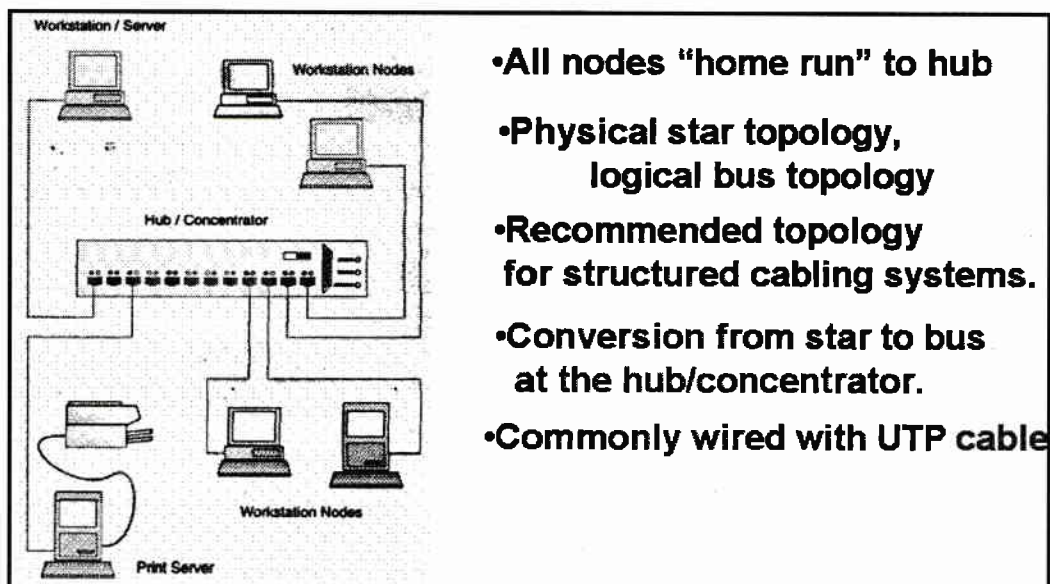 Workstation / Server
Workstation Nodes
Hub / Concentrator
Workstation Nodes
Print Server
•All nodes “home run” to hub
•Physical star topology,
logical bus topology
•Recommended topology
for structured cabling systems.
•Conversion from star to bus
at the hub/concentrator.
•Commonly wired with UTP cable